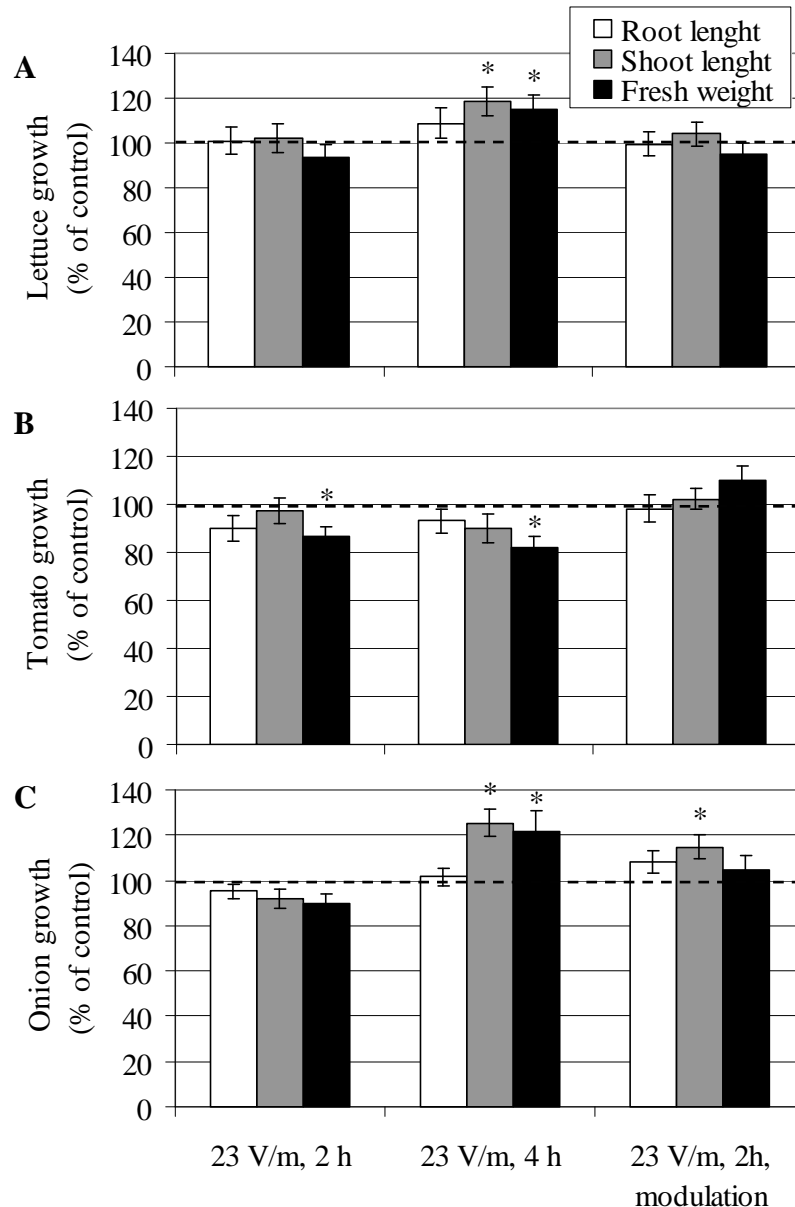 Root lenght
Shoot lenght
Fresh weight
A
Lettuce growth
(% of control)
140
120
100
80
60
40
20
0
* *
B
Tomato growth
(% of control)
140
120
100
80
60
40
20
0
* *
C
Onion growth
(% of control)
140
120
100
80
60
40
20
0
* * *
23 V/m, 2 h
23 V/m, 4 h
23 V/m, 2h,
modulation